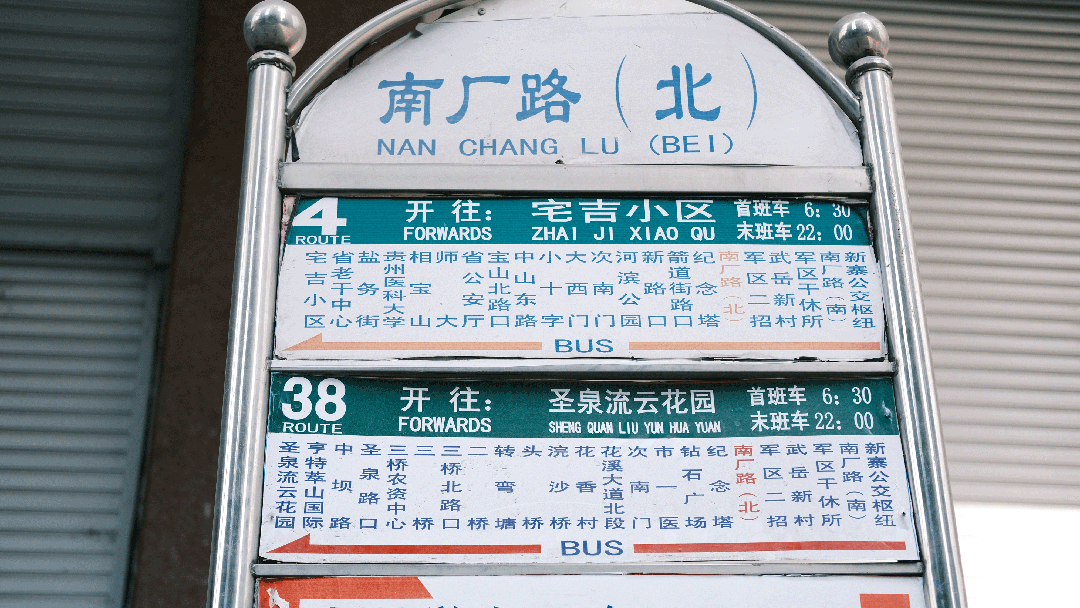 南厂路（北）
NAN CHANG LU (BEI)
4 开往： 宅吉小区 首班车 6：30
ROUTE FORWARDS ZHAI JI XIAO QU 末班车 22：00
宅吉小区
省老干中心
盐务街
贵州医科大学
相宝山
师大
省公安厅
宝山北路口
中山东路
小十字
大西门
次南门
河滨公园
新路口
箭道街路口
纪念塔
南厂路（北）
军区二招
武岳新村
军区干休所
南厂路（南）
新寨公交枢纽
BUS
38 开往： 圣泉流云花园 首班车 6：30
ROUTE FORWARDS SHENG QUAN LIU YUN HUA YUAN 末班车 22：00
圣泉流云花园
亨特萃山国际
中坝路
圣泉路口
三桥农资中心
三桥
三桥北路口
二桥
转弯塘
头桥
浣沙桥
花香村
花溪大道北段
次南门
市一医
钻石广场
纪念塔
南厂路（北）
军区二招
武岳新村
军区干休所
南厂路（南）
新寨公交枢纽
BUS